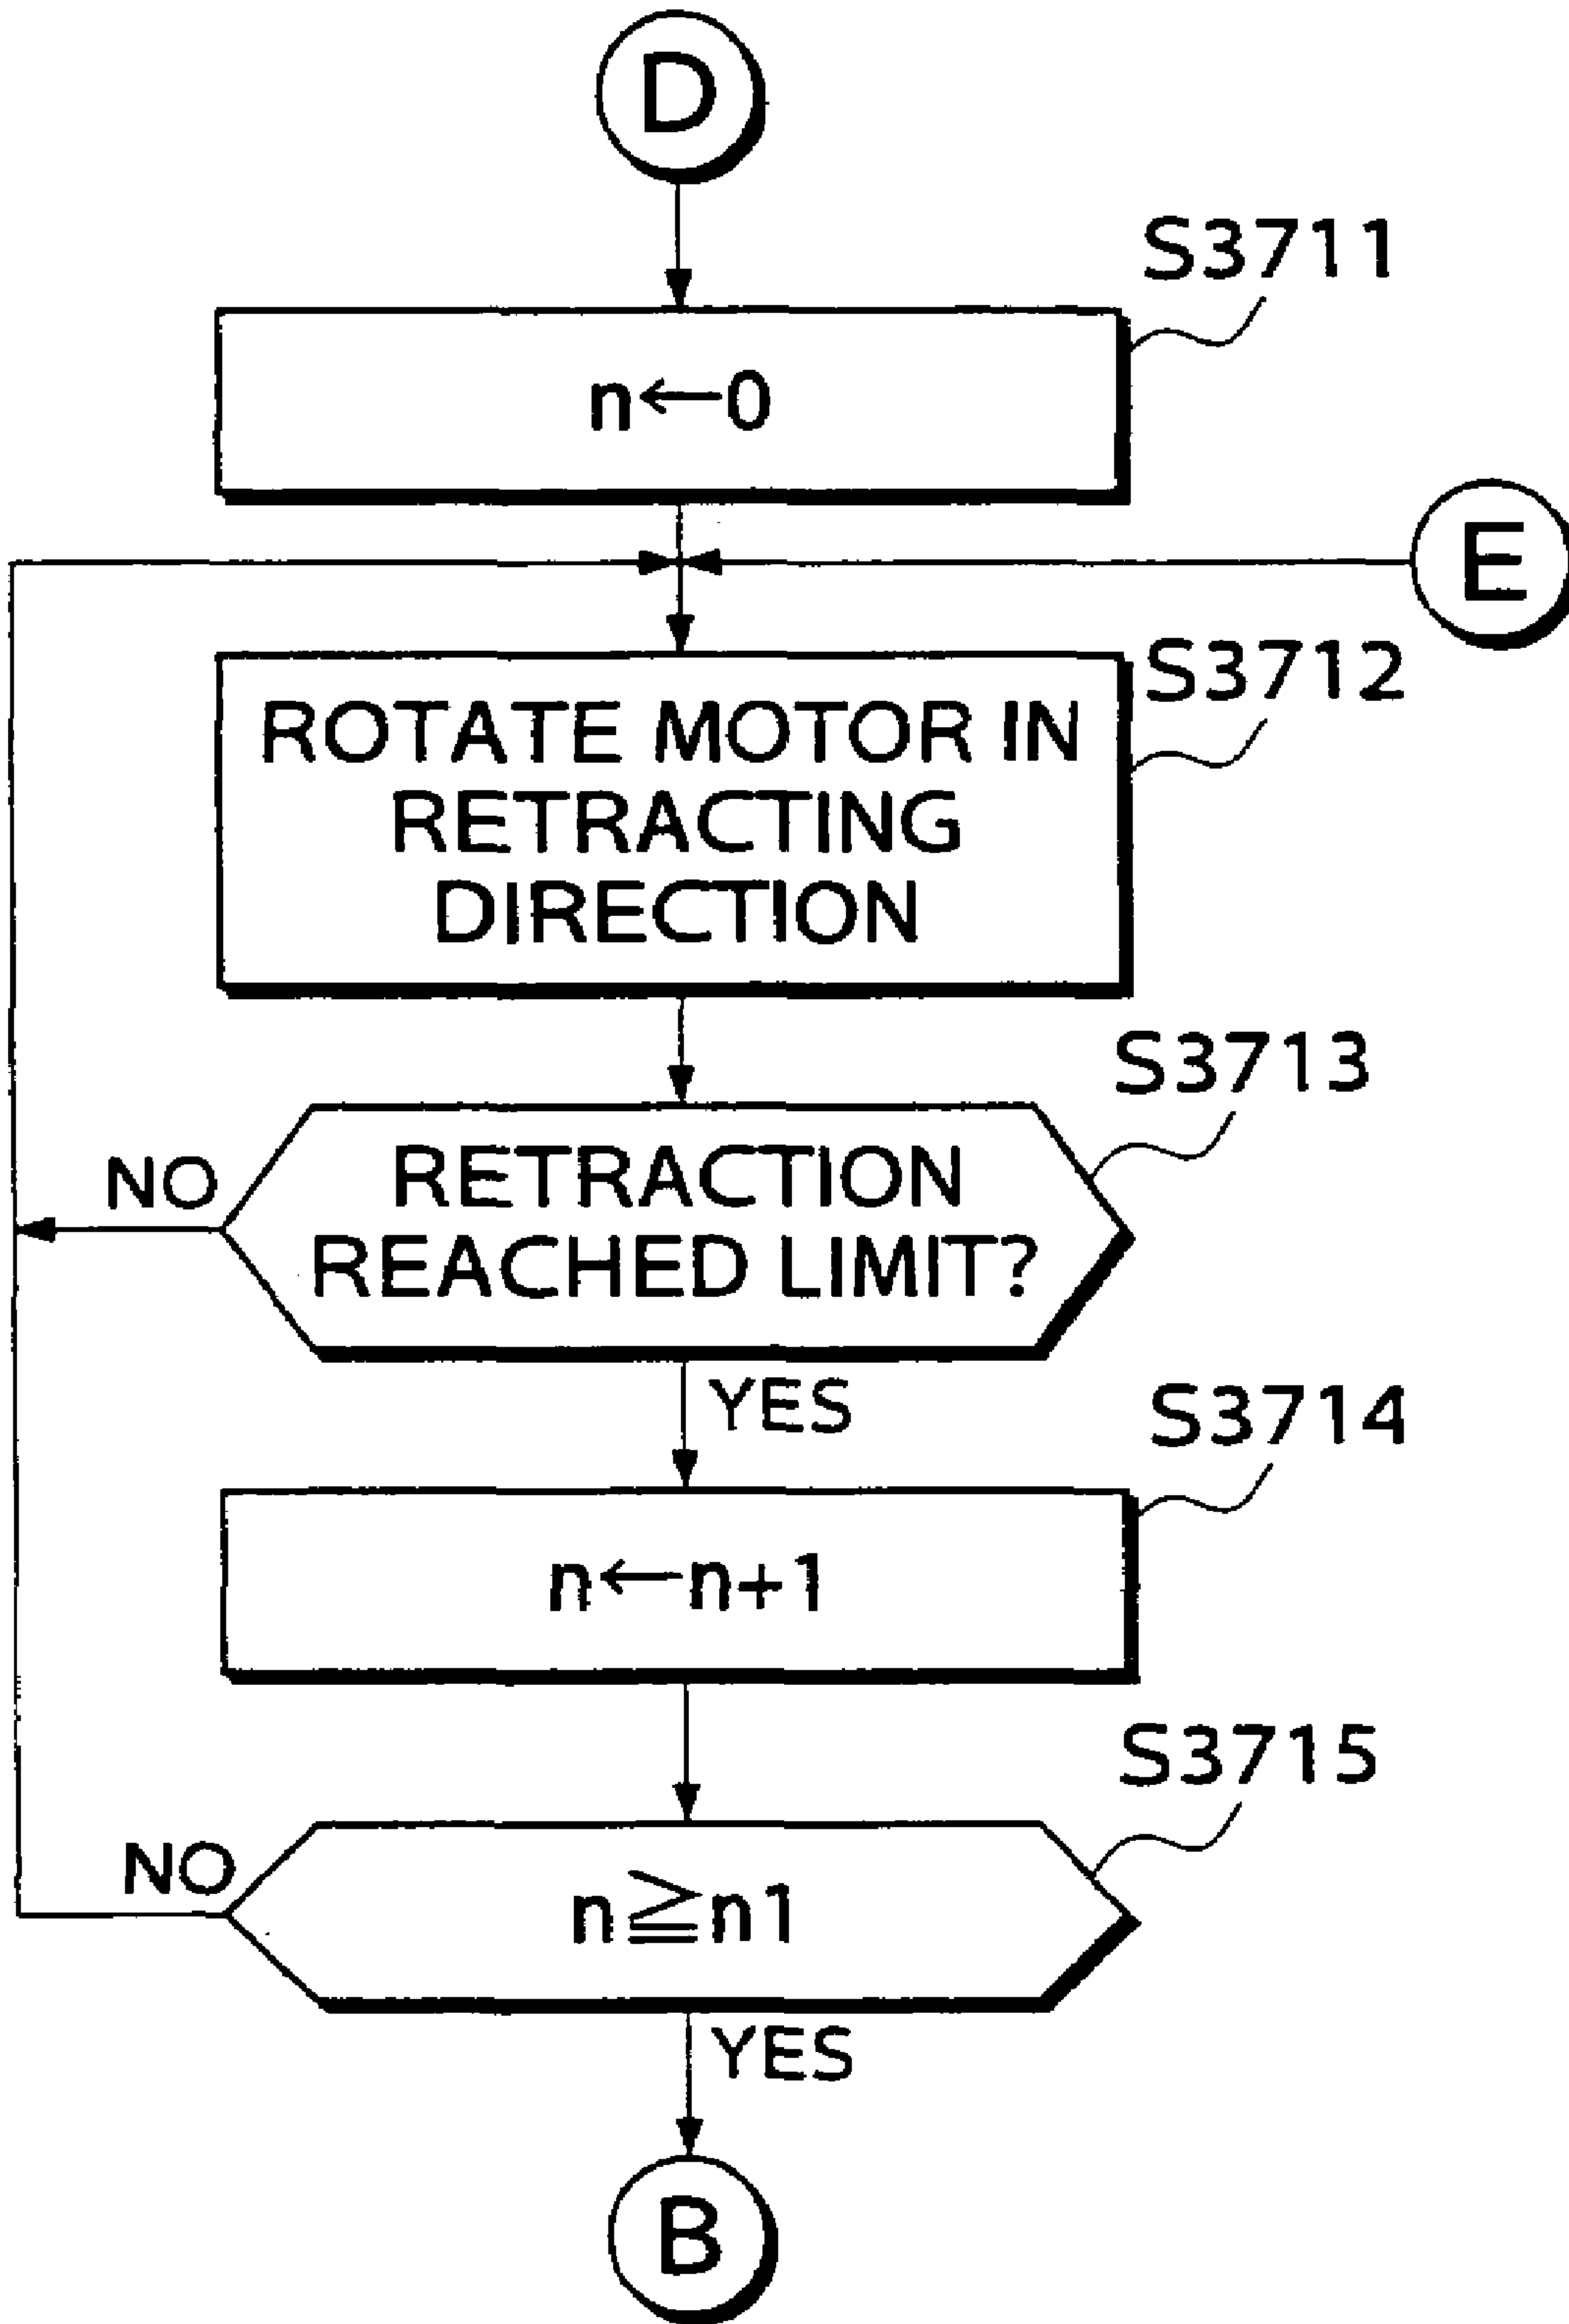 D
S3711
n←0
E
S3712
ROTATE MOTOR IN
RETRACTING
DIRECTION
S3713
NO
RETRACTION
REACHED LIMIT?
YES
S3714
n←n+1
S3715
NO
n≧n1
YES
B